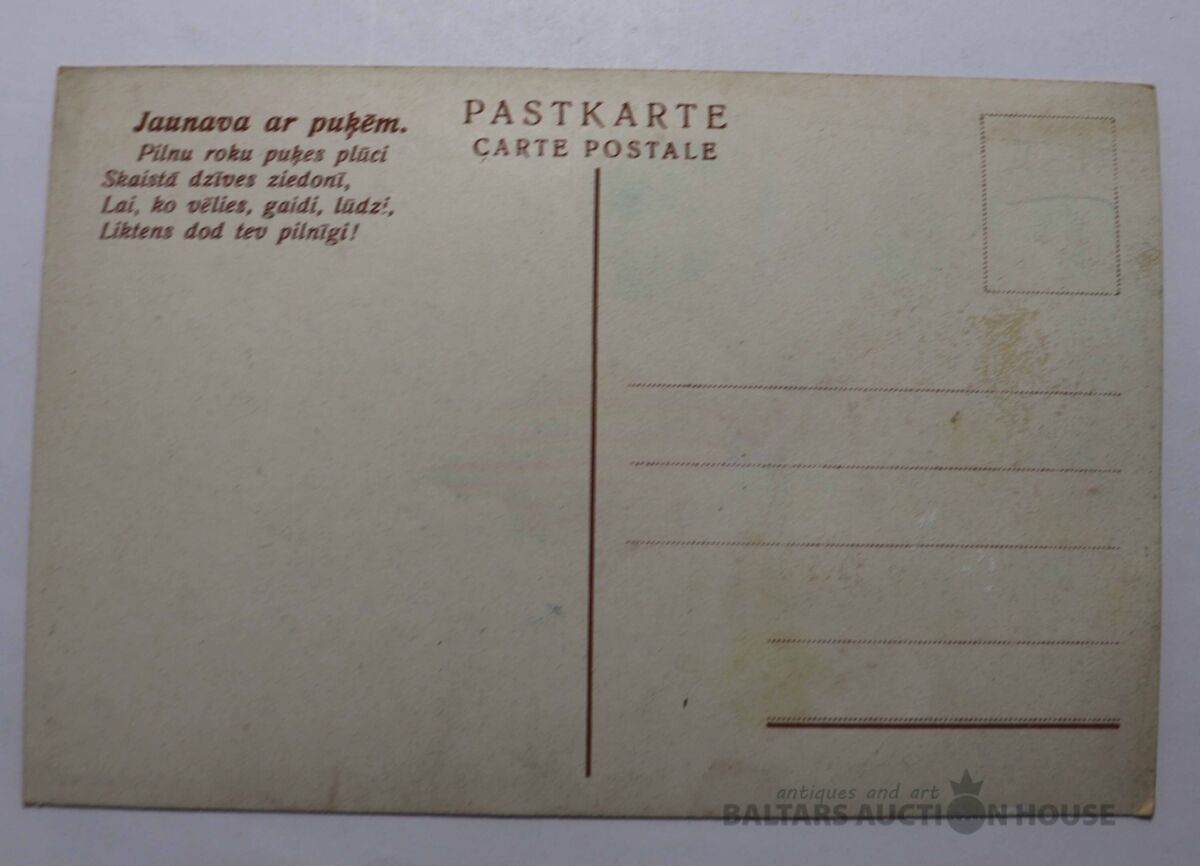 Jaunava ar puķēm.
Pilnu roku puķes plūci
Skaistā dzīves ziedonī,
Lai, ko vēlies, gaidi, lūdz!,
Liktens dod tev pilnīgi!
PASTKARTE
CARTE POSTALE
antiques and art
BALTARS AUCTION HOUSE